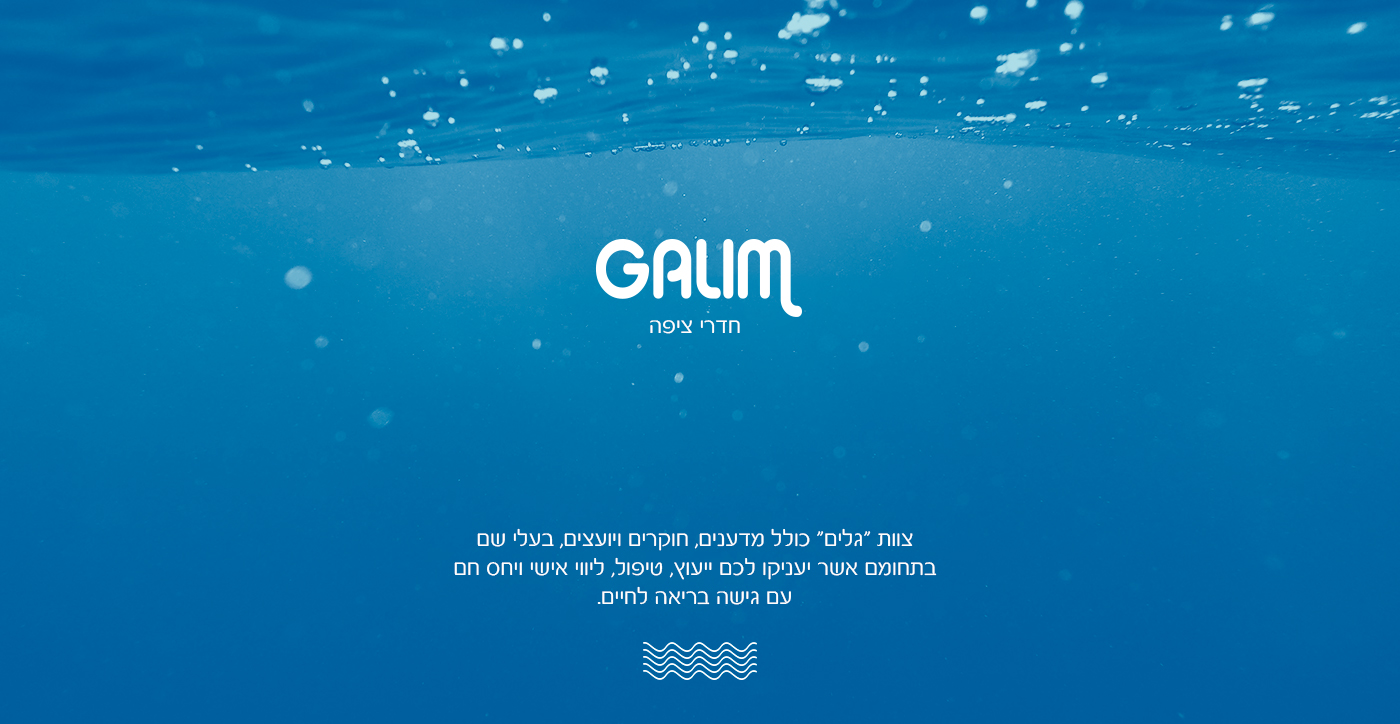 GALIM
חדרי ציפה
צוות "גלים" כולל מדענים, חוקרים ויועצים, בעלי שם
בתחומם אשר יעניקו לכם ייעוץ, טיפול, ליווי אישי ויחס חם
עם גישה בריאה לחיים.